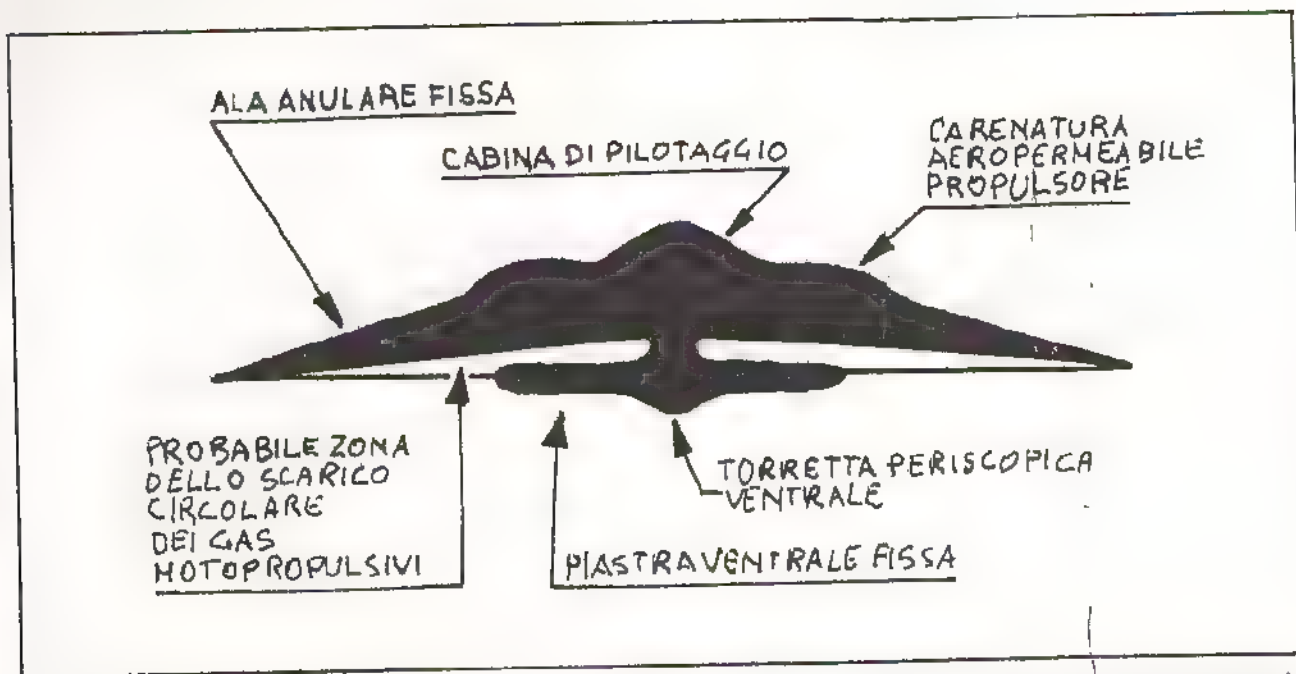 ALA ANULARE FISSA
CABINA DI PILOTAGGIO
CARENATURA
AEROPERMEABILE
PROPULSORE
PROBABILE ZONA
DELLO SCARICO
CIRCOLARE
DEI GAS
MOTOPROPULSIVI
TORRETTA PERISCOPICA
VENTRALE
PIASTRA VENTRALE FISSA